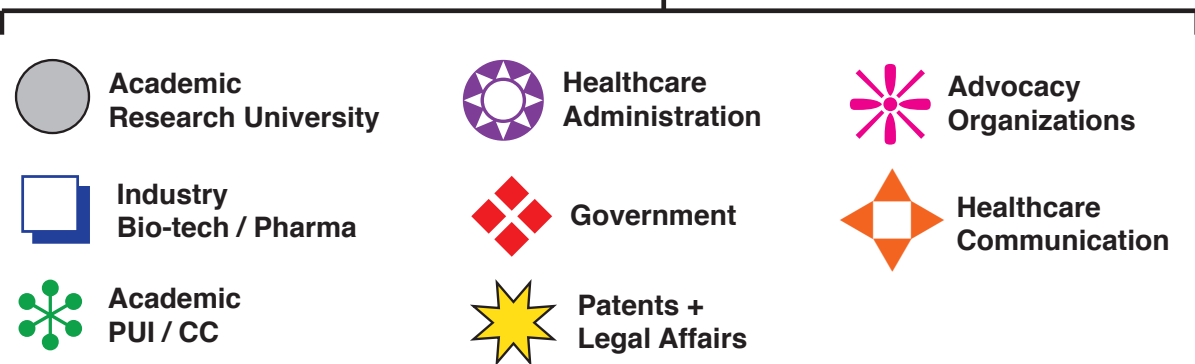 Academic
Research University
Industry
Bio-tech / Pharma
Academic
PUI / CC
Healthcare
Administration
Government
Patents +
Legal Affairs
Advocacy
Organizations
Healthcare
Communication